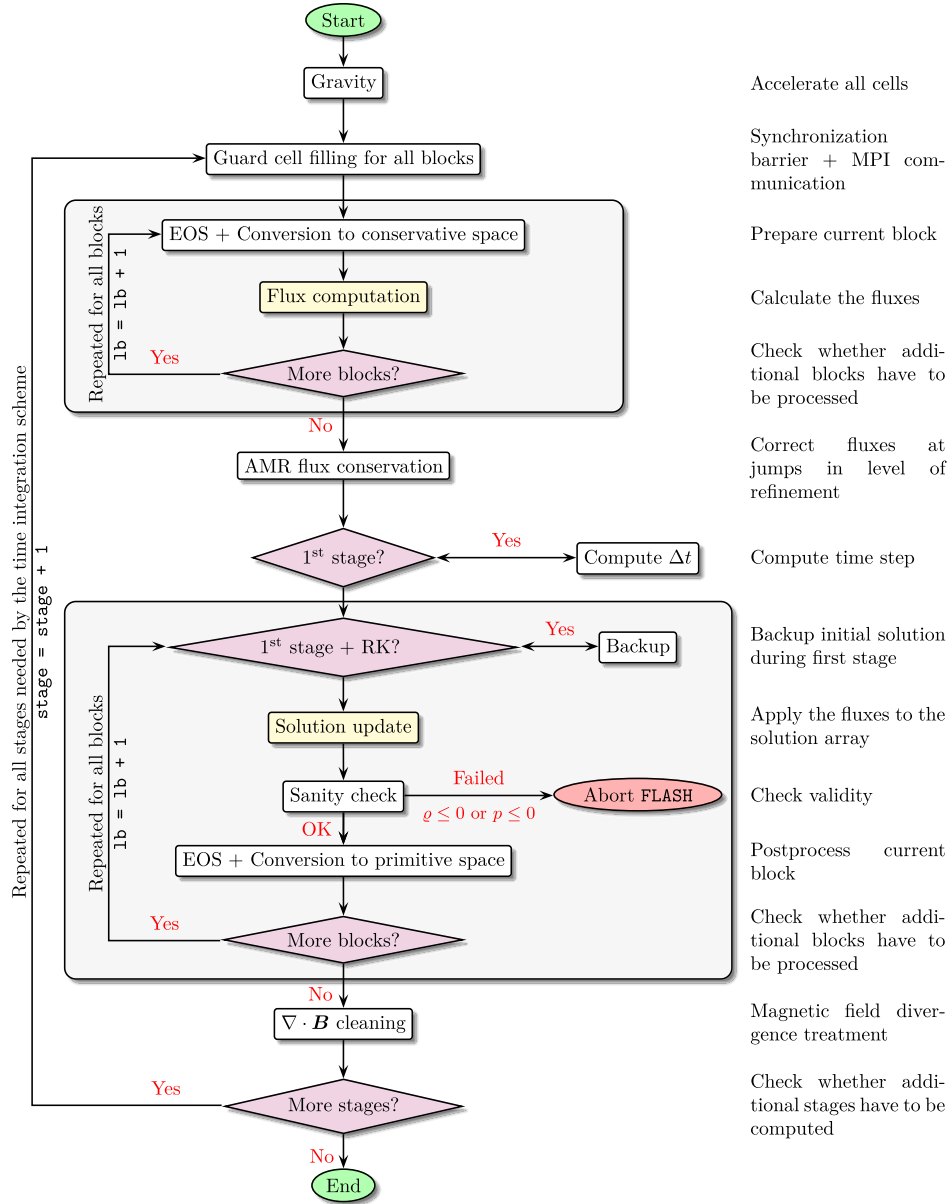 Start
Gravity
Accelerate all cells
Guard cell filling for all blocks
Synchronization
barrier + MPI com-
munication
Repeated for all blocks
lb = lb + 1
EOS + Conversion to conservative space
Prepare current block
Flux computation
Calculate the fluxes
Yes
More blocks?
Check whether addi-
tional blocks have to
be processed
No
AMR flux conservation
Correct fluxes at
jumps in level of
refinement
Repeated for all stages needed by the time integration scheme
stage = stage + 1
1st stage?
Yes
Compute Δt
Compute time step
1st stage + RK?
Yes
Backup
Backup initial solution
during first stage
Repeated for all blocks
lb = lb + 1
Solution update
Apply the fluxes to the
solution array
Sanity check
Failed
ϱ ≤ 0 or p ≤ 0
Abort FLASH
Check validity
OK
EOS + Conversion to primitive space
Postprocess current
block
Yes
More blocks?
Check whether addi-
tional blocks have to
be processed
No
∇ · B cleaning
Magnetic field diver-
gence treatment
Yes
More stages?
Check whether addi-
tional stages have to be
computed
No
End